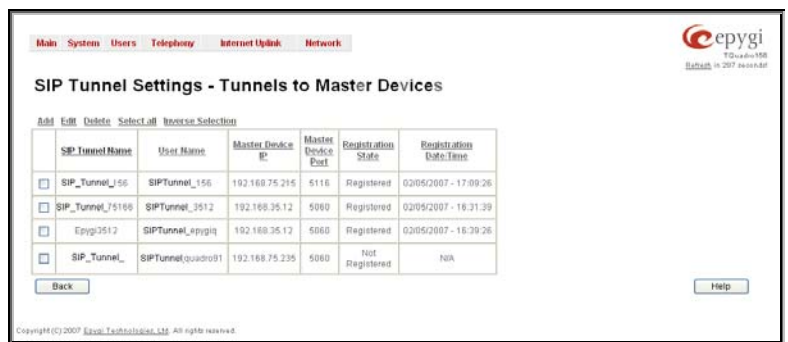 Main System Users Telephony Internet Uplink Network
epygi
TQuadro156
Refresh in 297 seconds!
SIP Tunnel Settings - Tunnels to Master Devices
Add Edit Delete Select all Inverse Selection
SIP Tunnel Name User Name Master Device IP Master Device Port Registration State Registration Date/Time
SIP_Tunnel_156 SIPTunnel_156 192.168.75.215 5116 Registered 02/05/2007 - 17:09:26
SIP_Tunnel_75166 SIPTunnel_3512 192.168.35.12 5060 Registered 02/05/2007 - 16:31:39
Epygi3512 SIPTunnel_epygiq 192.168.35.12 5060 Registered 02/05/2007 - 16:39:26
SIP_Tunnel_ SIPTunnel(quadro91 192.168.75.235 5060 Not Registered N/A
Back Help
Copyright (C) 2007 Epygi Technologies, Ltd. All rights reserved.